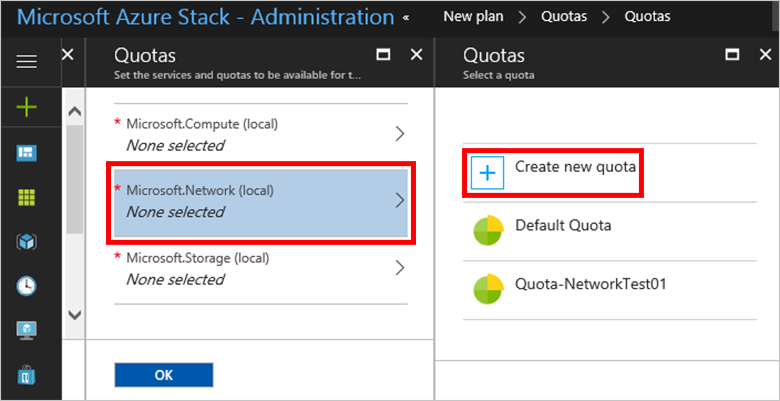 Microsoft Azure Stack - Administration «
New plan > Quotas > Quotas
Quotas
Set the services and quotas to be available for t...
* Microsoft.Compute (local)
None selected
* Microsoft.Network (local)
None selected
* Microsoft.Storage (local)
None selected
OK
Quotas
Select a quota
Create new quota
Default Quota
Quota-NetworkTest01